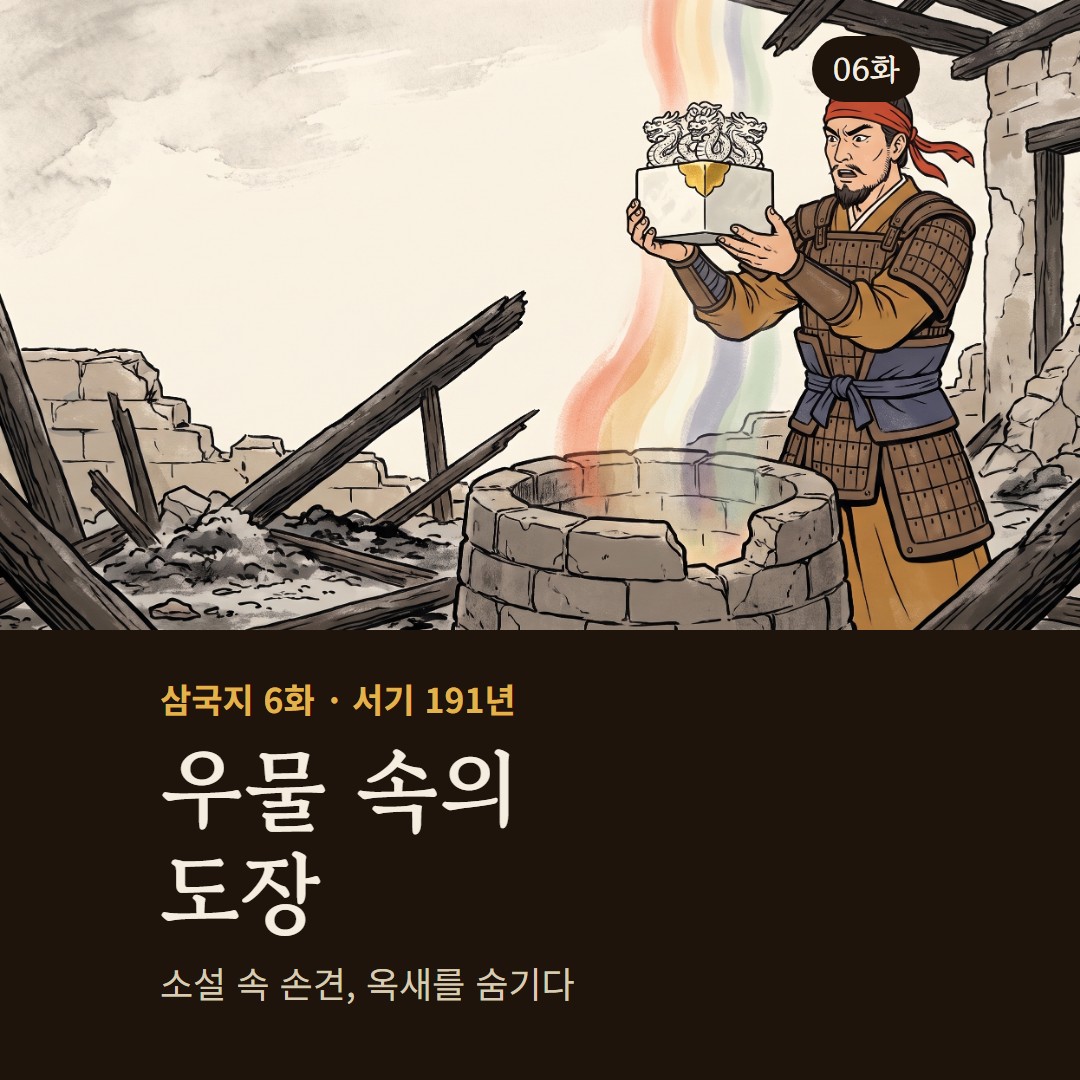 06화
삼국지 6화 · 서기 191년
우물 속의
도장
소설 속 손견, 옥새를 숨기다